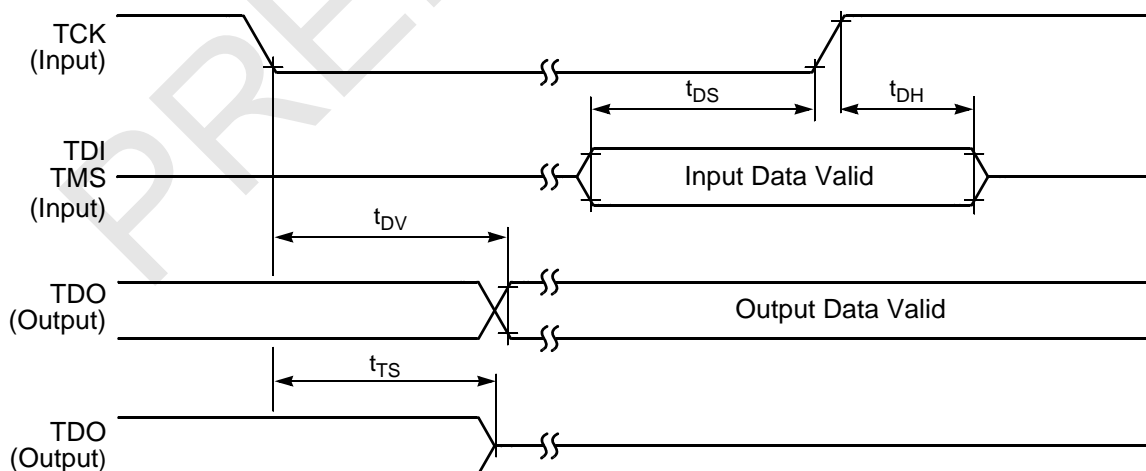 TCK
(Input)
tDS
tDH
TDI
TMS
(Input)
Input Data Valid
tDV
TDO
(Output)
Output Data Valid
tTS
TDO
(Output)
PRE